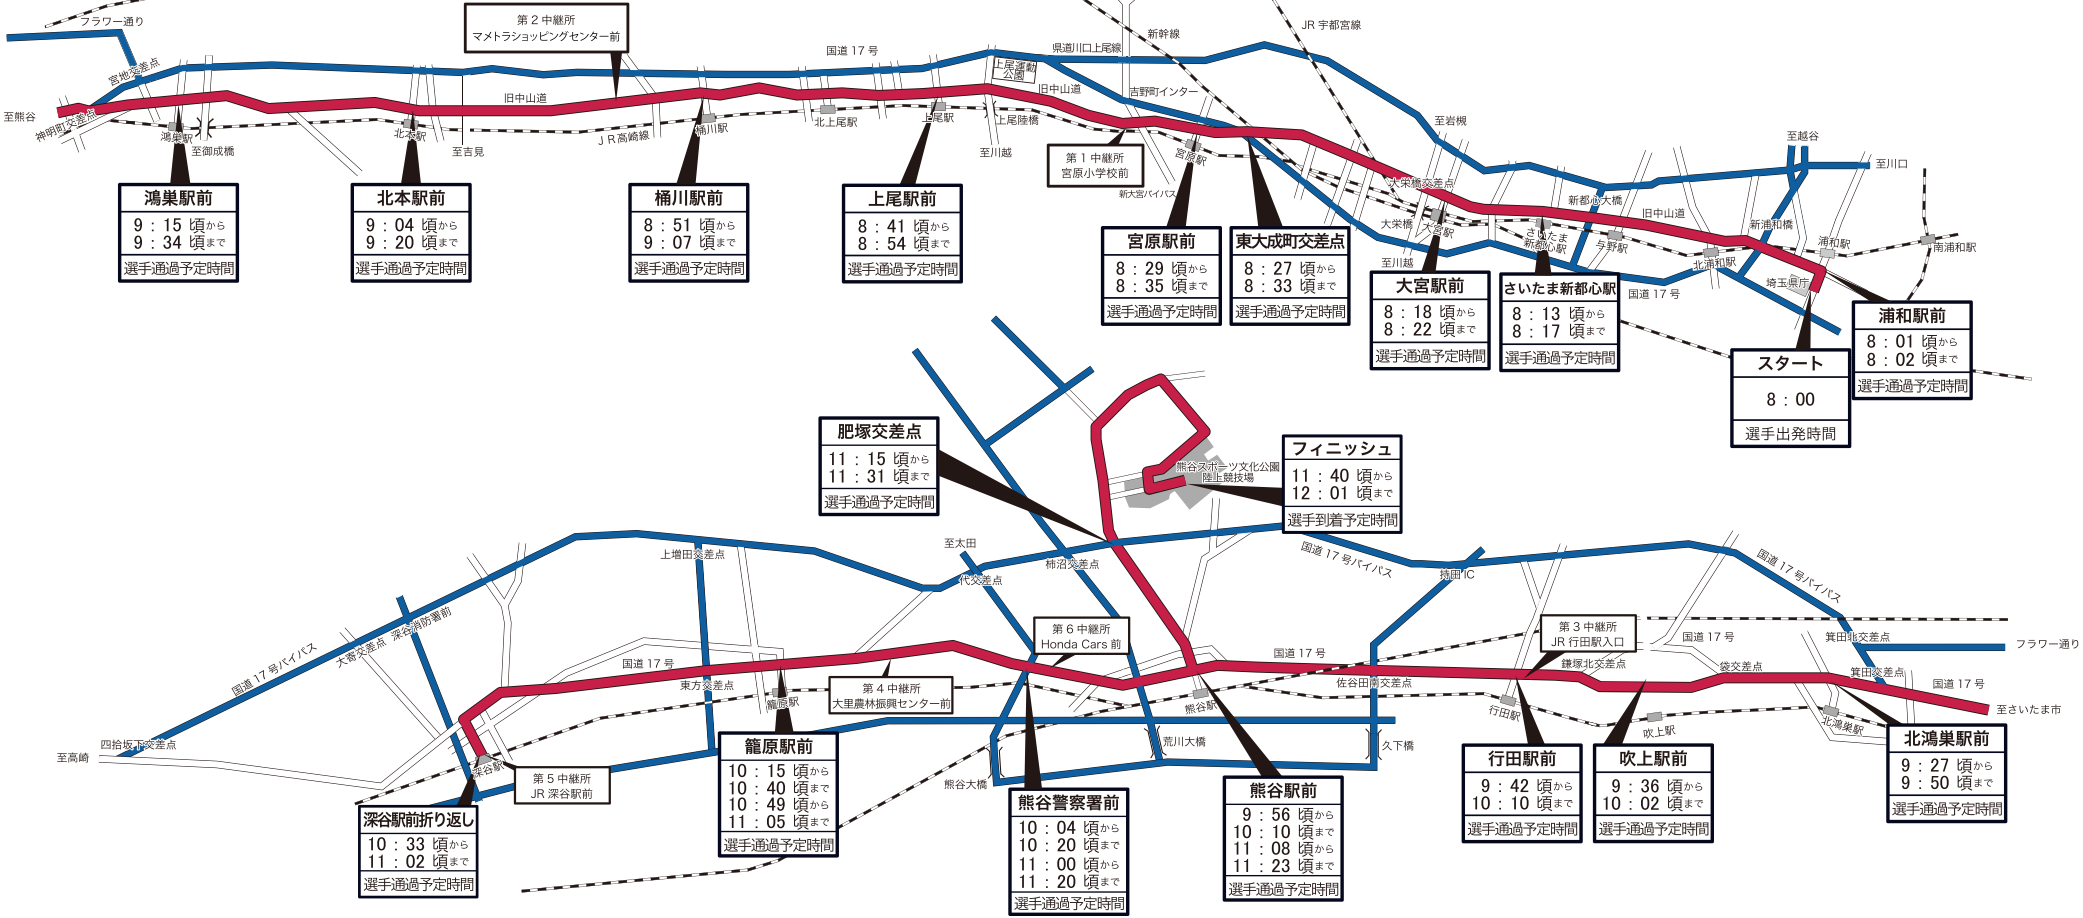 フラワー通り
宮地交差点
至熊谷
神明町交差点
鴻巣駅
至御成橋
第2中継所
マメトラショッピングセンター前
国道17号
旧中山道
北本駅
至吉見
JR高崎線
桶川駅
北上尾駅
上尾駅
上尾運動
公園
県道川口上尾線
新幹線
JR宇都宮線
旧中山道
吉野町インター
上尾陸橋
至川越
第1中継所
宮原小学校前
宮原駅
新大宮バイパス
至岩槻
大栄橋交差点
大栄橋
大宮駅
至川越
新都心大橋
さいたま
新都心駅
与野駅
旧中山道
至越谷
至川口
新浦和橋
北浦和駅
浦和駅
南浦和駅
埼玉県庁
国道17号
鴻巣駅前
9：15 頃から
9：34 頃まで
選手通過予定時間
北本駅前
9：04 頃から
9：20 頃まで
選手通過予定時間
桶川駅前
8：51 頃から
9：07 頃まで
選手通過予定時間
上尾駅前
8：41 頃から
8：54 頃まで
選手通過予定時間
宮原駅前
8：29 頃から
8：35 頃まで
選手通過予定時間
東大成町交差点
8：27 頃から
8：33 頃まで
選手通過予定時間
大宮駅前
8：18 頃から
8：22 頃まで
選手通過予定時間
さいたま新都心駅
8：13 頃から
8：17 頃まで
選手通過予定時間
浦和駅前
8：01 頃から
8：02 頃まで
選手通過予定時間
スタート
8：00
選手出発時間
肥塚交差点
11：15 頃から
11：31 頃まで
選手通過予定時間
フィニッシュ
11：40 頃から
12：01 頃まで
選手到着予定時間
熊谷スポーツ文化公園
陸上競技場
至太田
代交差点
柿沼交差点
上増田交差点
国道17号バイパス
大寄交差点
深谷消防署前
四拾坂下交差点
至高崎
国道17号
東方交差点
籠原駅
深谷駅
第5中継所
JR深谷駅前
第4中継所
大里農林振興センター前
第6中継所
Honda Cars前
熊谷駅
荒川大橋
熊谷大橋
久下橋
国道17号
佐谷田南交差点
国道17号バイパス
持田IC
国道17号バイパス
第3中継所
JR行田駅入口
鎌塚北交差点
国道17号
袋交差点
箕田北交差点
箕田交差点
フラワー通り
国道17号
至さいたま市
行田駅
吹上駅
北鴻巣駅
深谷駅前折り返し
10：33 頃から
11：02 頃まで
選手通過予定時間
籠原駅前
10：15 頃から
10：40 頃まで
10：49 頃から
11：05 頃まで
選手通過予定時間
熊谷警察署前
10：04 頃から
10：20 頃まで
11：00 頃から
11：20 頃まで
選手通過予定時間
熊谷駅前
9：56 頃から
10：10 頃まで
11：08 頃から
11：23 頃まで
選手通過予定時間
行田駅前
9：42 頃から
10：10 頃まで
選手通過予定時間
吹上駅前
9：36 頃から
10：02 頃まで
選手通過予定時間
北鴻巣駅前
9：27 頃から
9：50 頃まで
選手通過予定時間